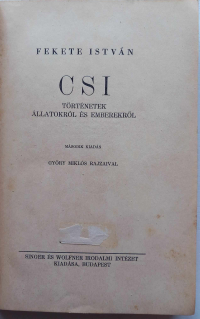 FEKETE ISTVÁN
CSI
TÖRTÉNETEK
ÁLLATOKRÓL ÉS EMBEREKRŐL
MÁSODIK KIADÁS
GYŐRY MIKLÓS RAJZAIVAL
SINGER ÉS WOLFNER IRODALMI INTÉZET
KIADÁSA, BUDAPEST